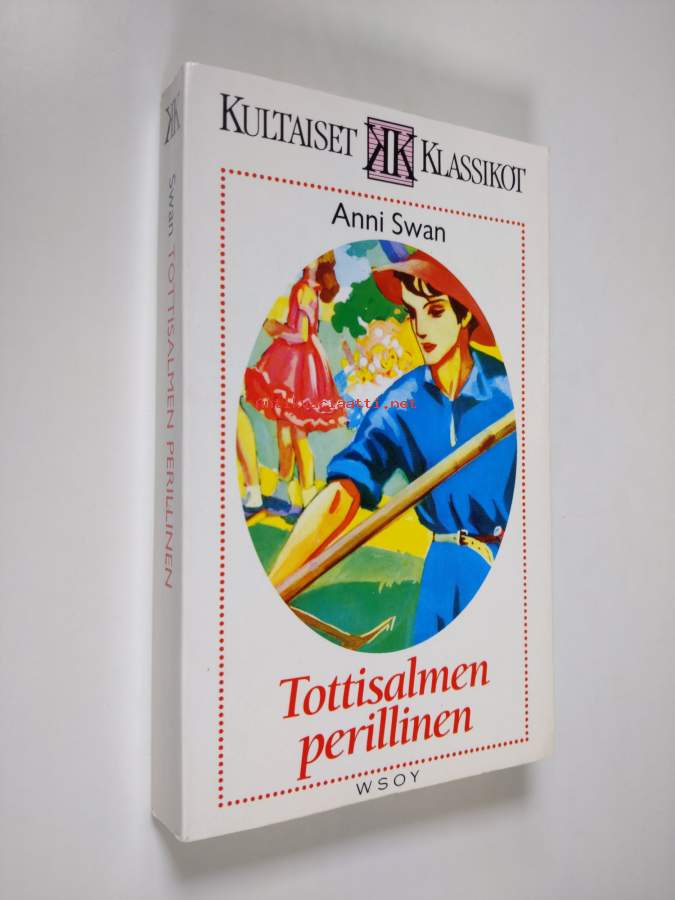 KULTAISET KK KLASSIKOT
Anni Swan
Tottisalmen
perillinen
WSOY
KK Swan TOTTISALMEN PERILLINEN